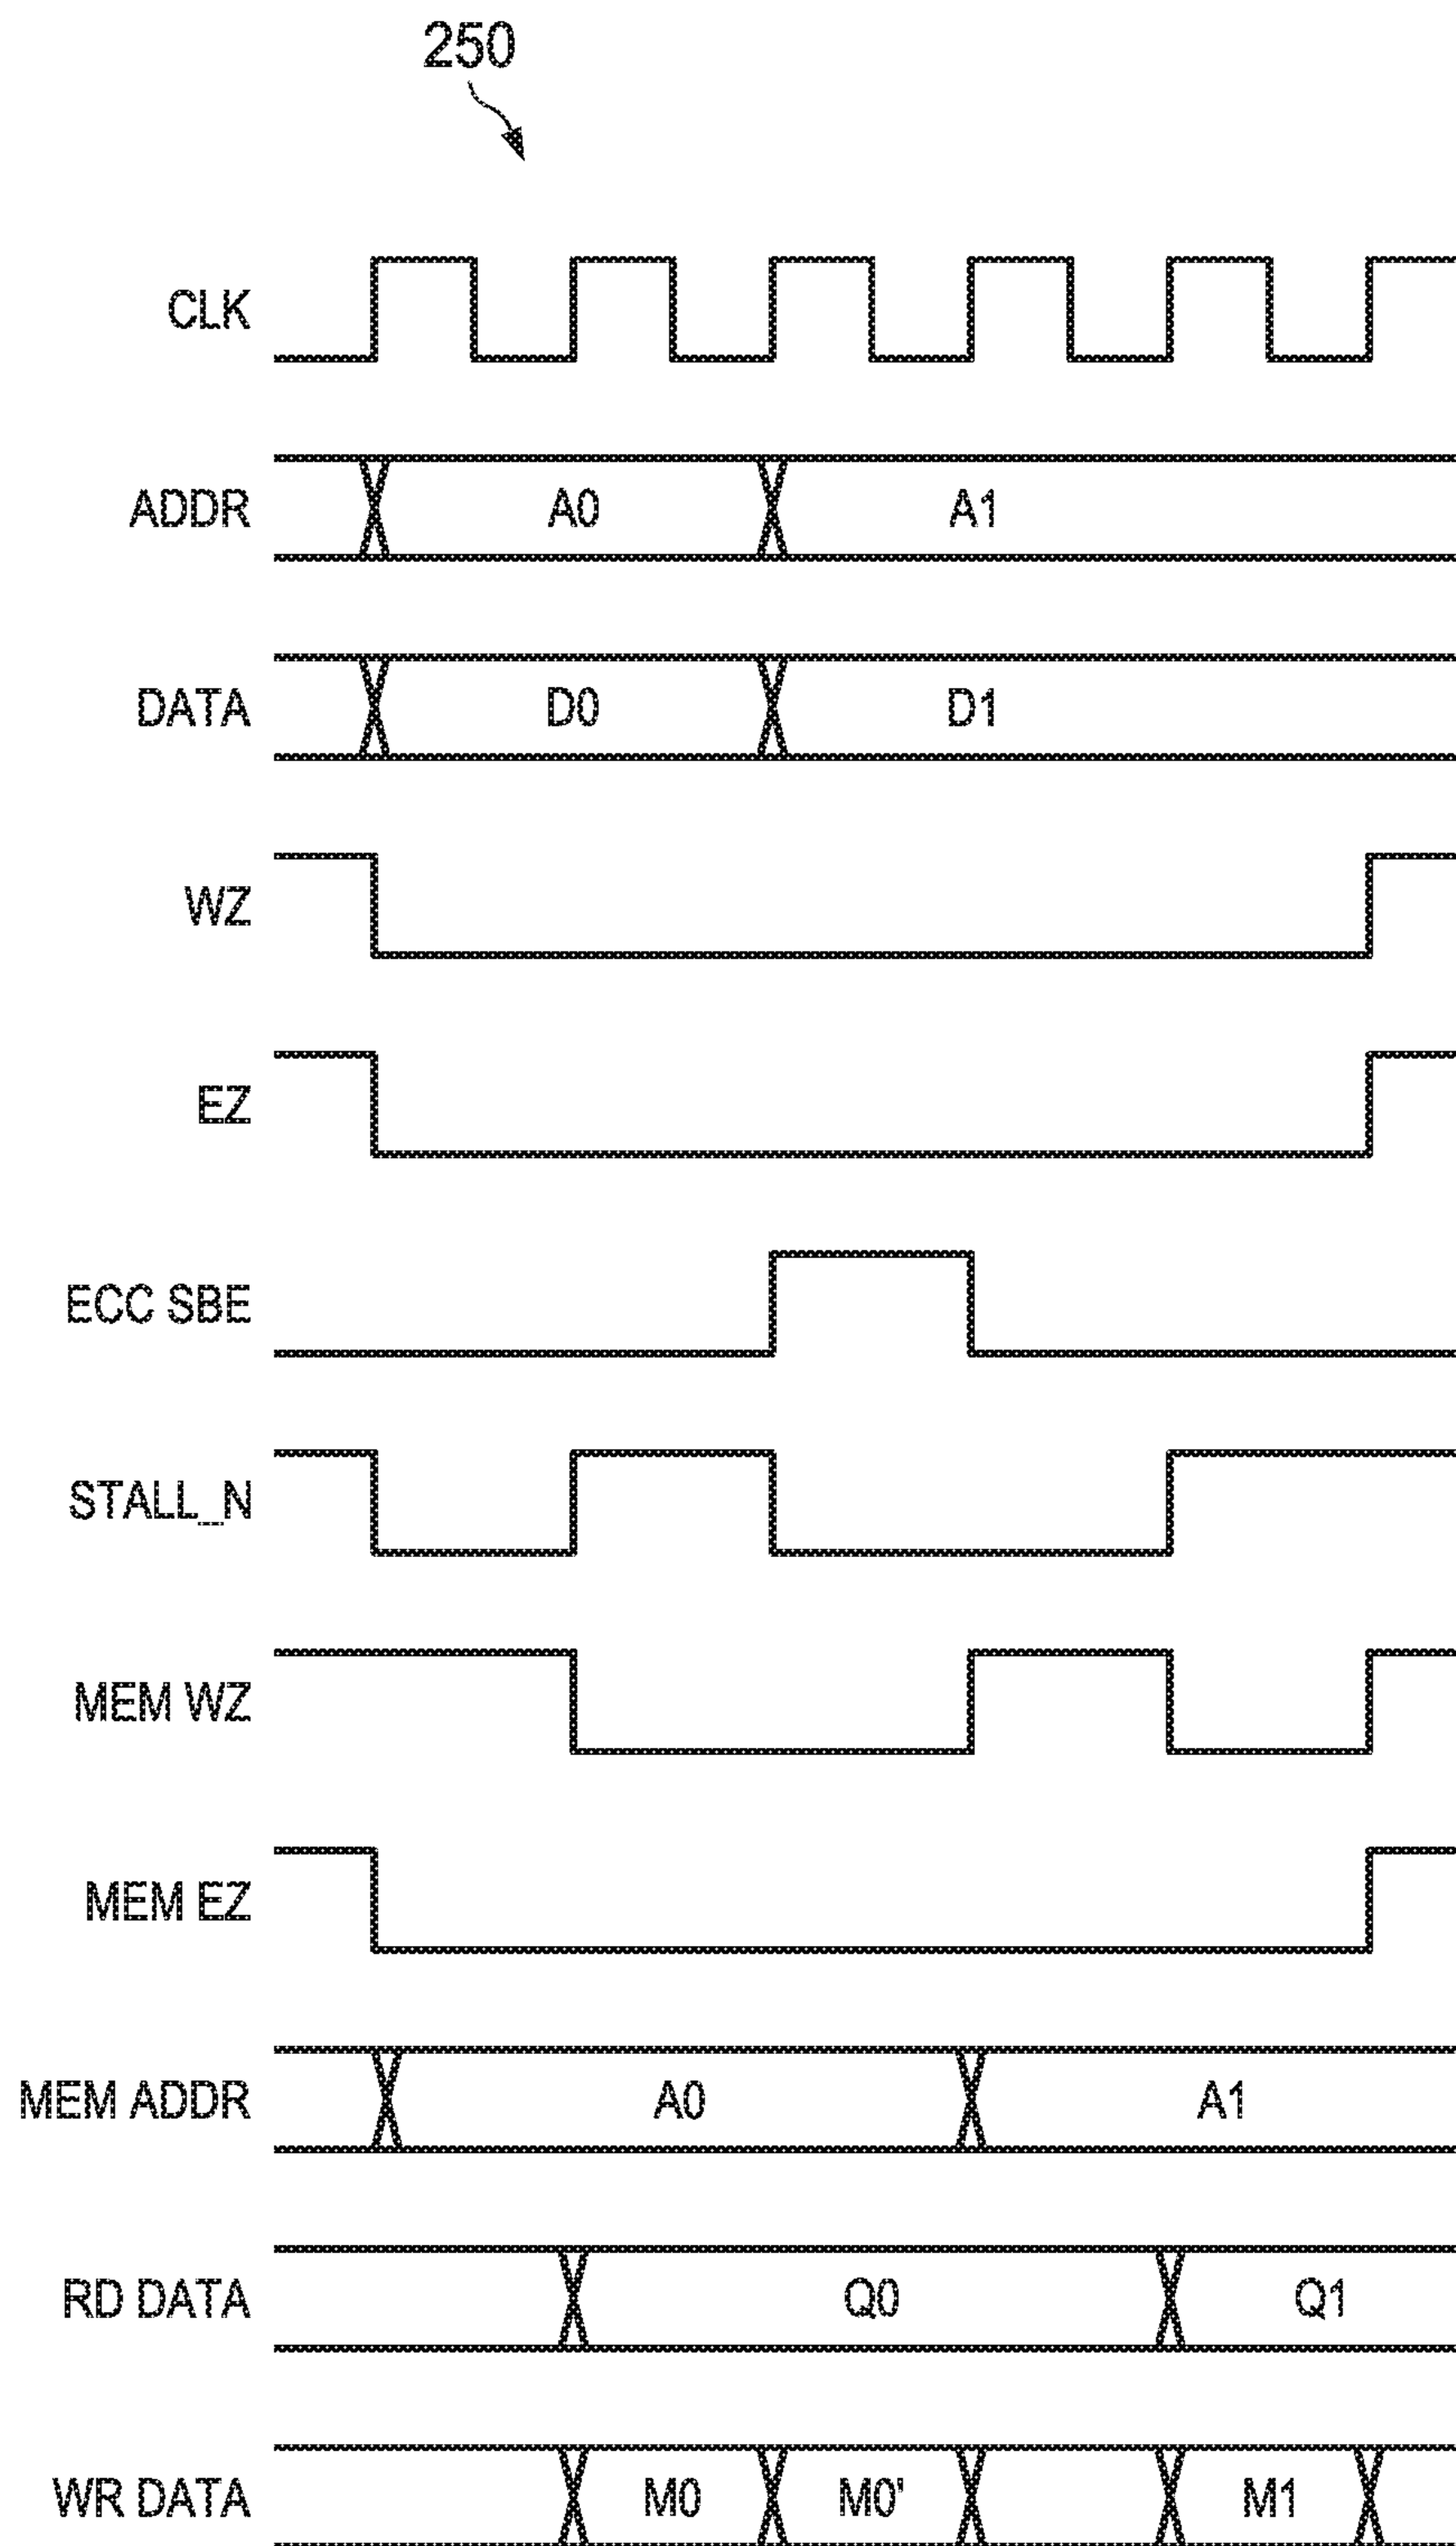 250
CLK
ADDR A0 A1
DATA D0 D1
WZ
EZ
ECC SBE
STALL_N
MEM WZ
MEM EZ
MEM ADDR A0 A1
RD DATA Q0 Q1
WR DATA M0 M0' M1